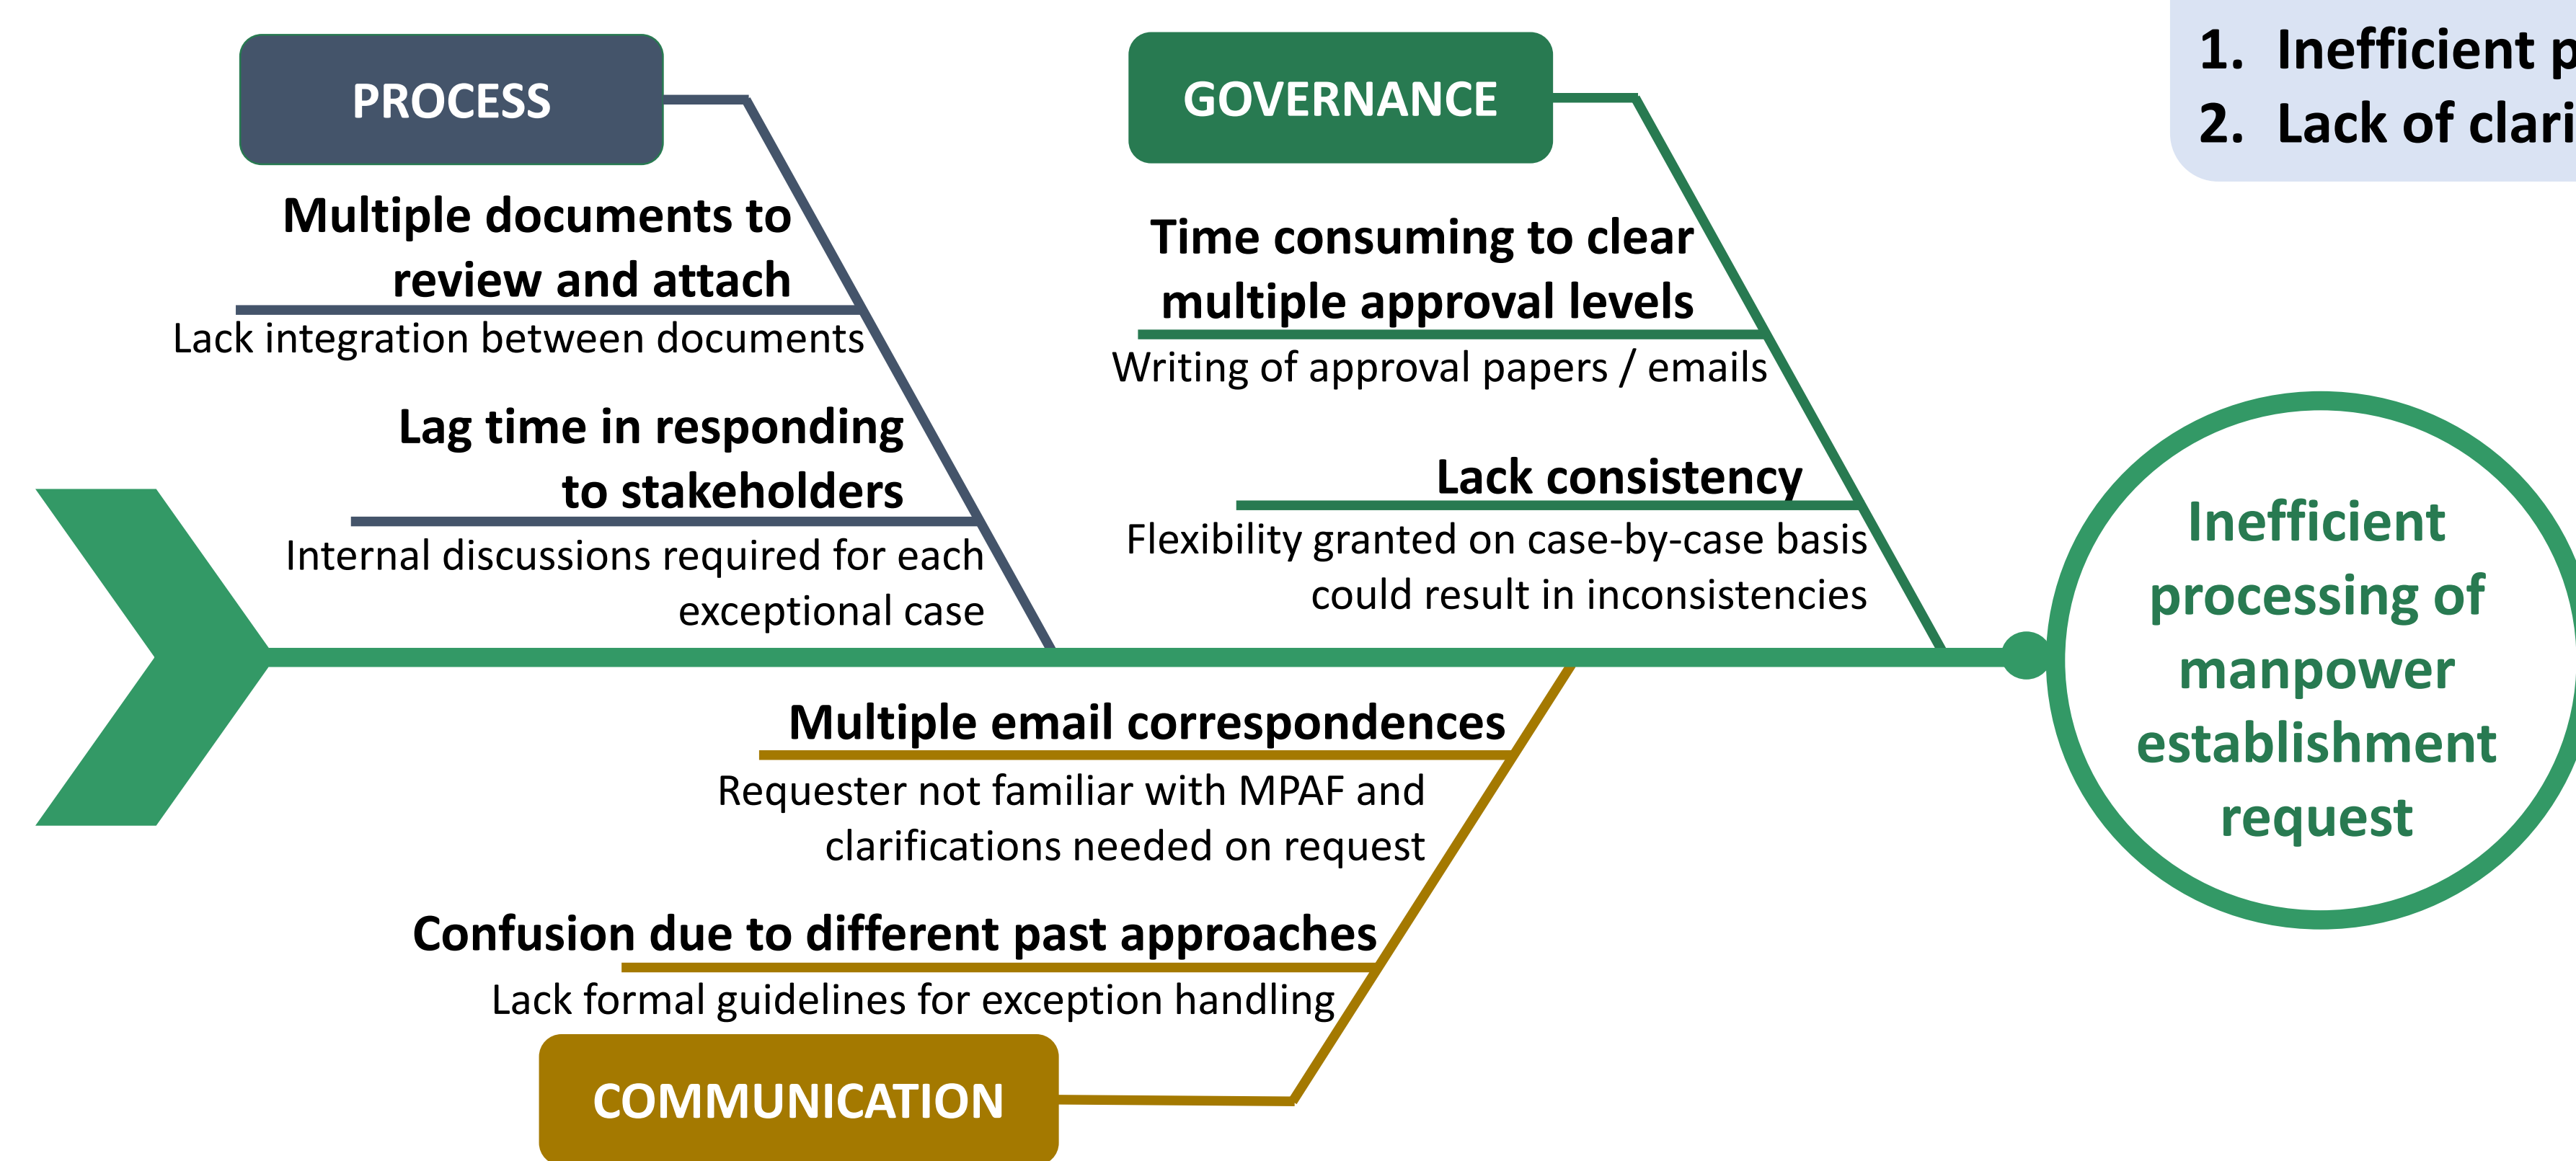 PROCESS
Multiple documents to
review and attach
Lack integration between documents
Lag time in responding
to stakeholders
Internal discussions required for each
exceptional case
GOVERNANCE
Time consuming to clear
multiple approval levels
Writing of approval papers / emails
Lack consistency
Flexibility granted on case-by-case basis
could result in inconsistencies
1. Inefficient
2. Lack of
Inefficient
processing of
manpower
establishment
request
Multiple email correspondences
Requester not familiar with MPAF and
clarifications needed on request
Confusion due to different past approaches
Lack formal guidelines for exception handling
COMMUNICATION